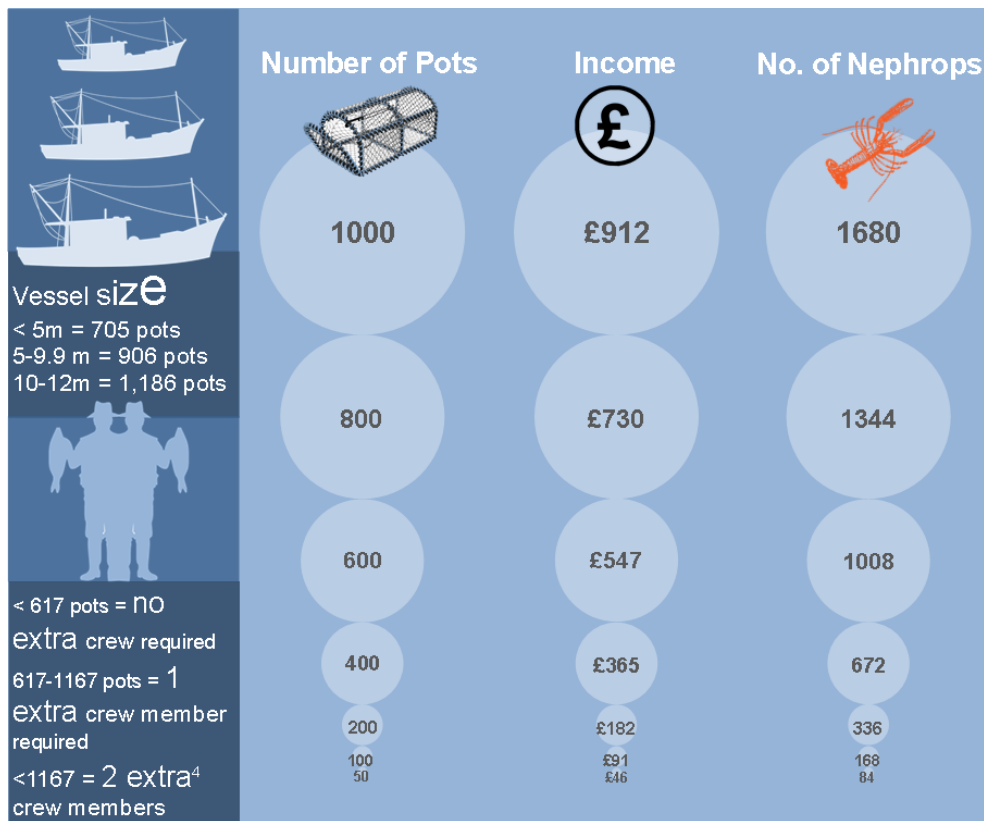 Number of Pots
Income
No. of Nephrops
£
1000
£912
1680
800
£730
1344
600
£547
1008
400
£365
672
200
£182
336
100
£91
168
50
£46
84
Vessel size
< 5m = 705 pots
5-9.9 m = 906 pots
10-12m = 1,186 pots
< 617 pots = no
extra crew required
617-1167 pots = 1
extra crew member
required
<1167 = 2 extra4
crew members